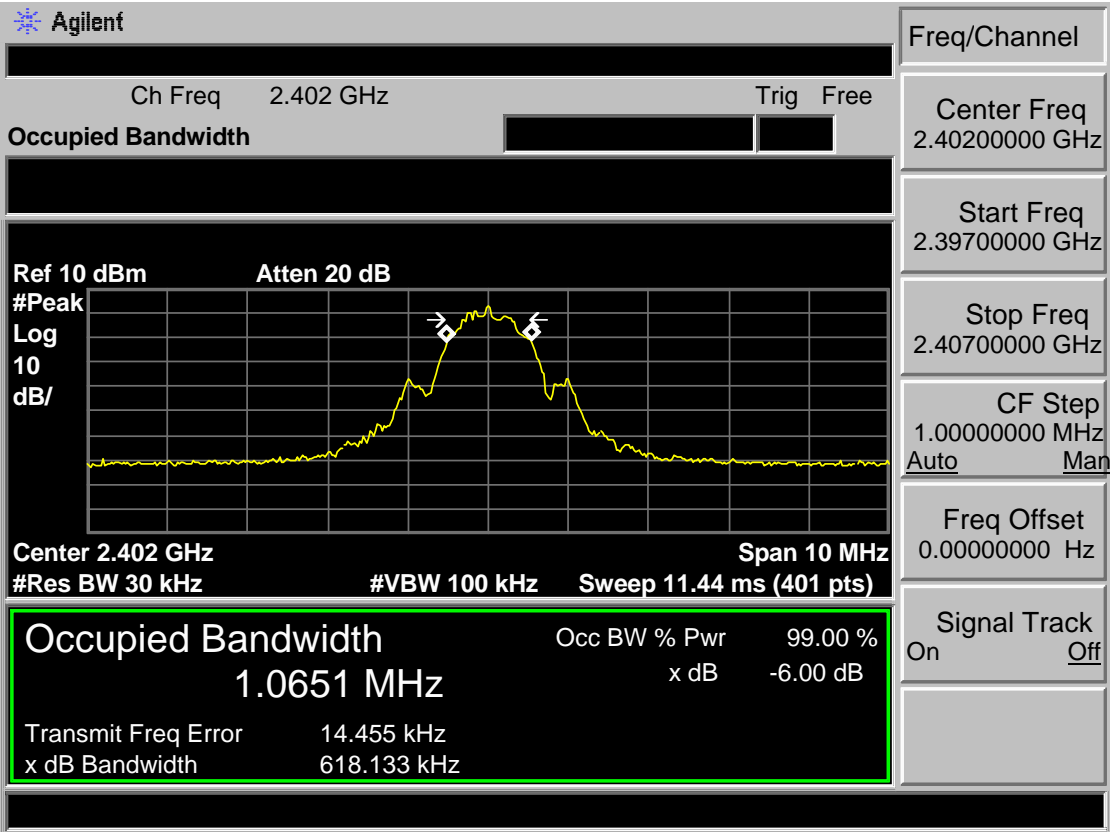 Agilent
Ch Freq 2.402 GHz Trig Free
Occupied Bandwidth
Ref 10 dBm Atten 20 dB
#Peak
Log
10
dB/
Center 2.402 GHz Span 10 MHz
#Res BW 30 kHz #VBW 100 kHz Sweep 11.44 ms (401 pts)
Occupied Bandwidth
1.0651 MHz
Occ BW % Pwr 99.00 %
x dB -6.00 dB
Transmit Freq Error 14.455 kHz
x dB Bandwidth 618.133 kHz
Freq/Channel
Center Freq
2.40200000 GHz
Start Freq
2.39700000 GHz
Stop Freq
2.40700000 GHz
CF Step
1.00000000 MHz
Auto Man
Freq Offset
0.00000000 Hz
Signal Track
On Off